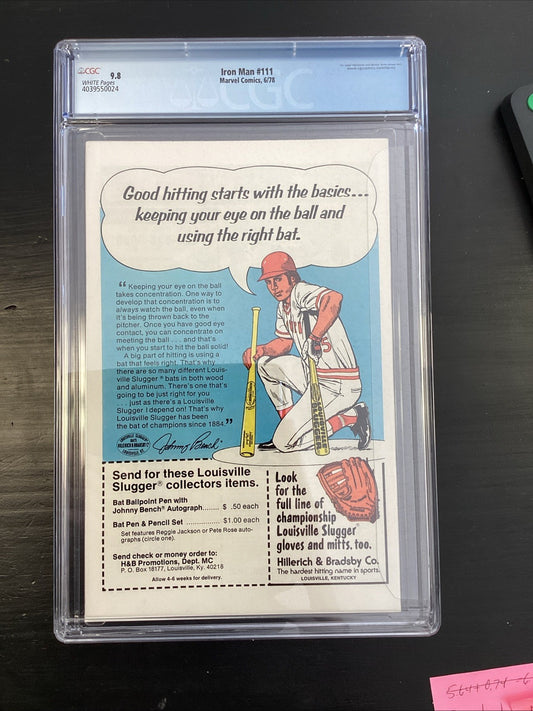 CGC
9.8
WHITE Pages
4039550024
Iron Man #111
Marvel Comics, 6/78
CGC
Good hitting starts with the basics...
keeping your eye on the ball and
using the right bat.
“Keeping your eye on the ball
takes concentration. One way to
develop that concentration is to
always watch the ball, even when
it's being thrown back to the
pitcher. Once you have good eye
contact, you can concentrate on
meeting the ball . . . and that's
when you start to hit the ball solid!
A big part of hitting is using a
bat that feels right. That's why
there are so many different Louis-
ville Slugger® bats in both wood
and aluminum. There's one that's
going to be just right for you
. . . just as there's a Louisville
Slugger I depend on! That's why
Louisville Slugger has been
the bat of champions since 1884.”
Johnny Bench
Send for these Louisville
Slugger® collectors items.
Bat Ballpoint Pen with
Johnny Bench Autograph....... $ .50 each
Bat Pen & Pencil Set ............. $1.00 each
Set features Reggie Jackson or Pete Rose auto-
graphs (circle one).
Send check or money order to:
H&B Promotions, Dept. MC
P. O. Box 18177, Louisville, Ky. 40218
Allow 4-6 weeks for delivery.
Look
for the
full line of
championship
Louisville Slugger®
gloves and mitts, too.
Hillerich & Bradsby Co.
The hardest hitting name in sports.
LOUISVILLE, KENTUCKY